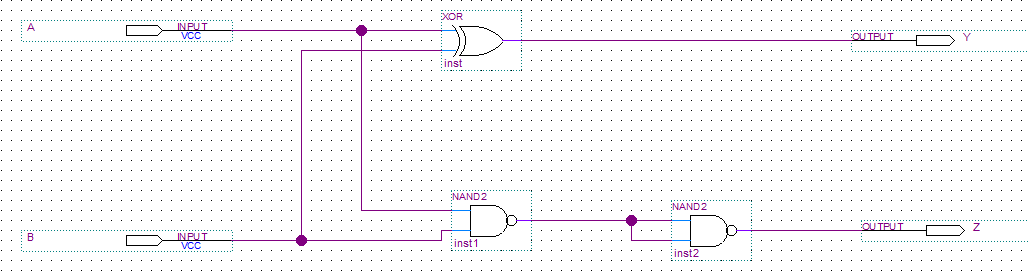 XOR
A
INPUT
VCC
OUTPUT
Y
inst
NAND2
NAND2
OUTPUT
Z
B
INPUT
VCC
inst1
inst2